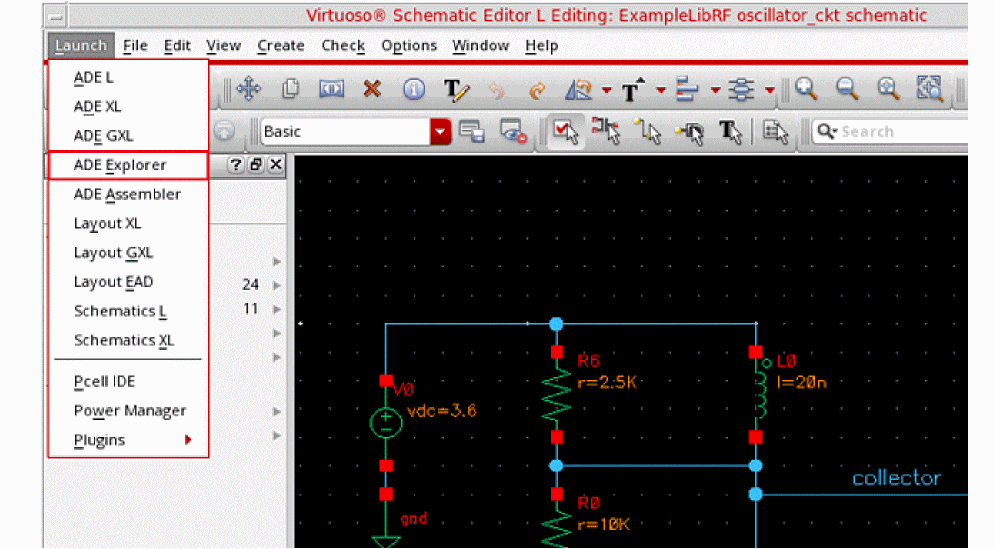 Virtuoso® Schematic Editor L Editing: ExampleLibRF oscillator_ckt schematic
Launch File Edit View Create Check Options Window Help
ADE L
ADE XL
ADE GXL
Basic
Search
ADE Explorer
ADE Assembler
Layout XL
Layout GXL
Layout EAD
24
Schematics L
11
Schematics XL
Pcell IDE
Power Manager
Plugins
R6
r=2.5K
L0
l=20n
V0
vdc=3.6
collector
gnd
R0
r=10K